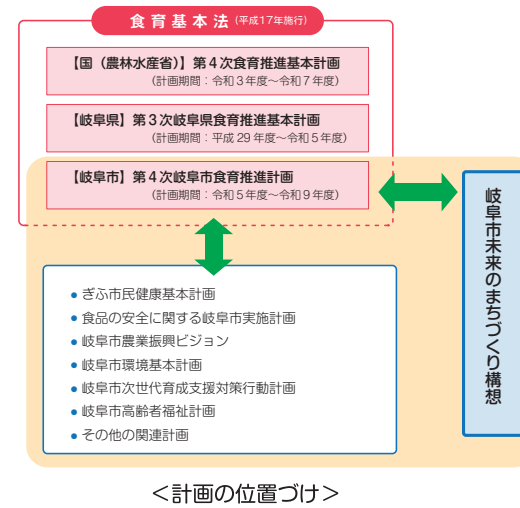 食育基本法(平成17年施行)
【国(農林水産省)】第4次食育推進基本計画
(計画期間:令和3年度~令和7年度)
【岐阜県】第3次岐阜県食育推進基本計画
(計画期間:平成29年度~令和5年度)
【岐阜市】第4次岐阜市食育推進計画
(計画期間:令和5年度~令和9年度)
岐阜市未来のまちづくり構想
● ぎふ市民健康基本計画
● 食品の安全に関する岐阜市実施計画
● 岐阜市農業振興ビジョン
● 岐阜市環境基本計画
● 岐阜市次世代育成支援対策行動計画
● 岐阜市高齢者福祉計画
● その他の関連計画
<計画の位置づけ>